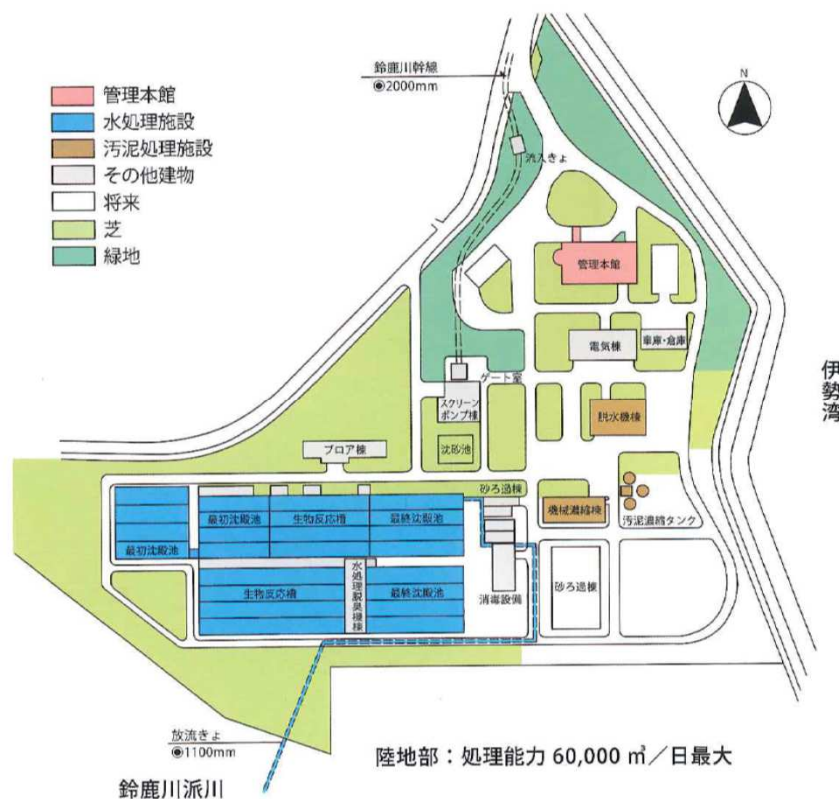 鈴鹿川幹線
◉2000mm
N
管理本館
水処理施設
汚泥処理施設
その他建物
将来
芝
緑地
流入きょ
管理本館
電気棟
車庫・倉庫
伊勢湾
ゲート室
スクリーン
ポンプ棟
脱水機棟
ブロア棟
沈砂池
砂ろ過棟
最初沈殿池
生物反応槽
最終沈殿池
機械濃縮棟
汚泥濃縮タンク
最初沈殿池
水処理脱臭機棟
生物反応槽
最終沈殿池
消毒設備
砂ろ過棟
放流きょ
◉1100mm
陸地部：処理能力 60,000 ㎥／日最大
鈴鹿川派川